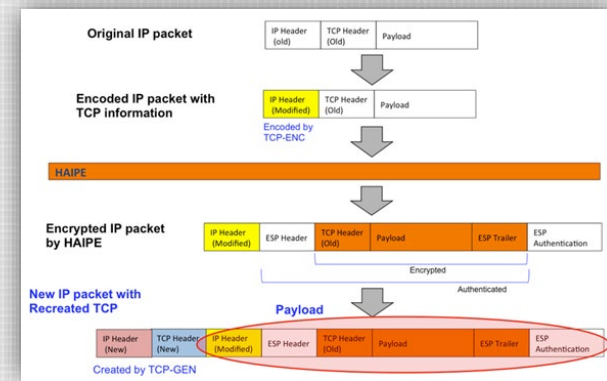 Original IP packet
IP Header
(old)
TCP Header
(Old)
Payload
Encoded IP packet with
TCP information
IP Header
(Modified)
TCP Header
(Old)
Payload
Encoded by
TCP-ENC
HAIPE
Encrypted IP packet
by HAIPE
IP Header
(Modified)
ESP Header
TCP Header
(Old)
Payload
ESP Trailer
ESP
Authentication
Encrypted
Authenticated
New IP packet with
Recreated TCP
Payload
IP Header
(New)
TCP Header
(New)
IP Header
(Modified)
ESP Header
TCP Header
(Old)
Payload
ESP Trailer
ESP
Authentication
Created by TCP-GEN